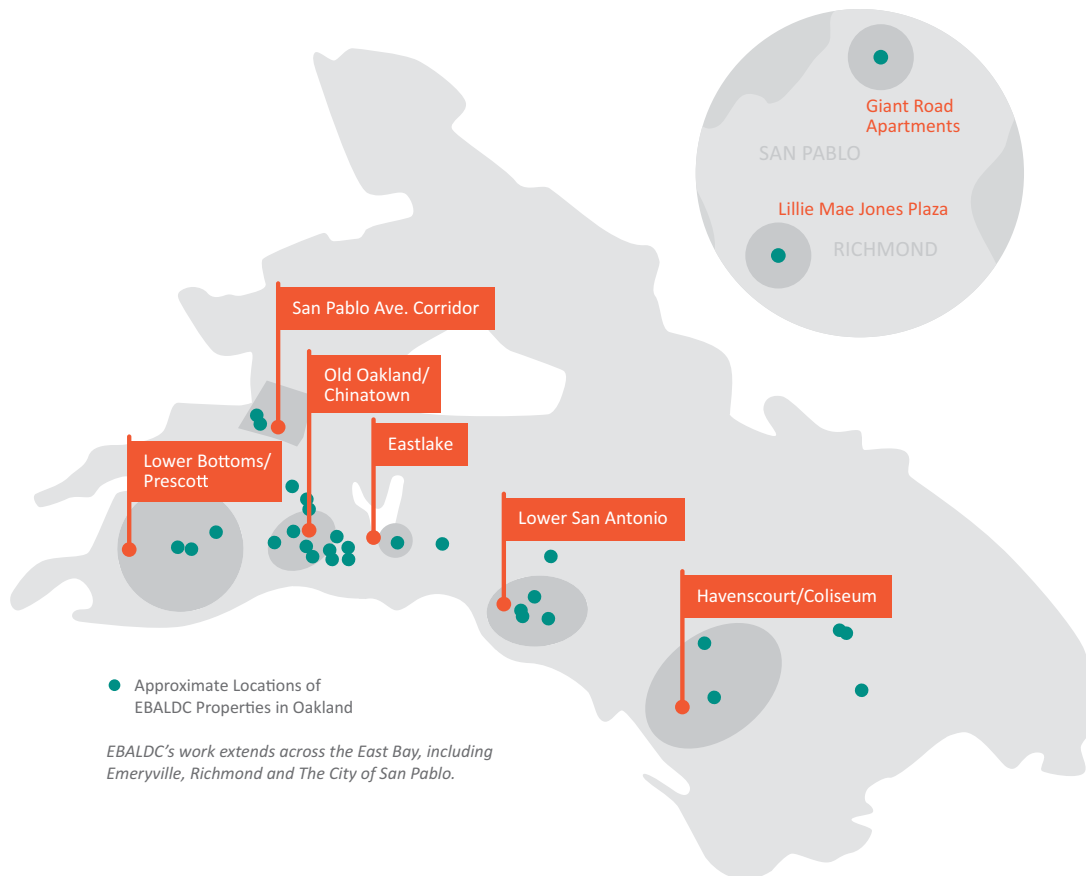 Giant Road
Apartments
SAN PABLO
Lillie Mae Jones Plaza
RICHMOND
San Pablo Ave. Corridor
Old Oakland/
Chinatown
Eastlake
Lower Bottoms/
Prescott
Lower San Antonio
Havenscourt/Coliseum
Approximate Locations of
EBALDC Properties in Oakland
EBALDC’s work extends across the East Bay, including
Emeryville, Richmond and The City of San Pablo.